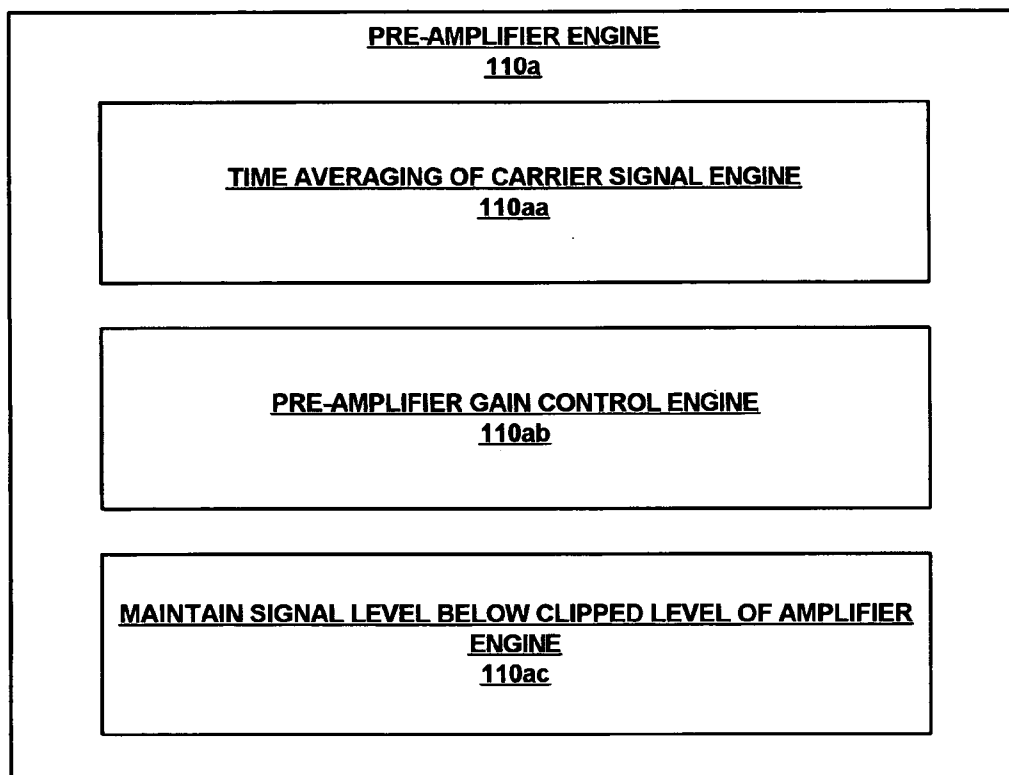 PRE-AMPLIFIER ENGINE
110a
TIME AVERAGING OF CARRIER SIGNAL ENGINE
110aa
PRE-AMPLIFIER GAIN CONTROL ENGINE
110ab
MAINTAIN SIGNAL LEVEL BELOW CLIPPED LEVEL OF AMPLIFIER
ENGINE
110ac